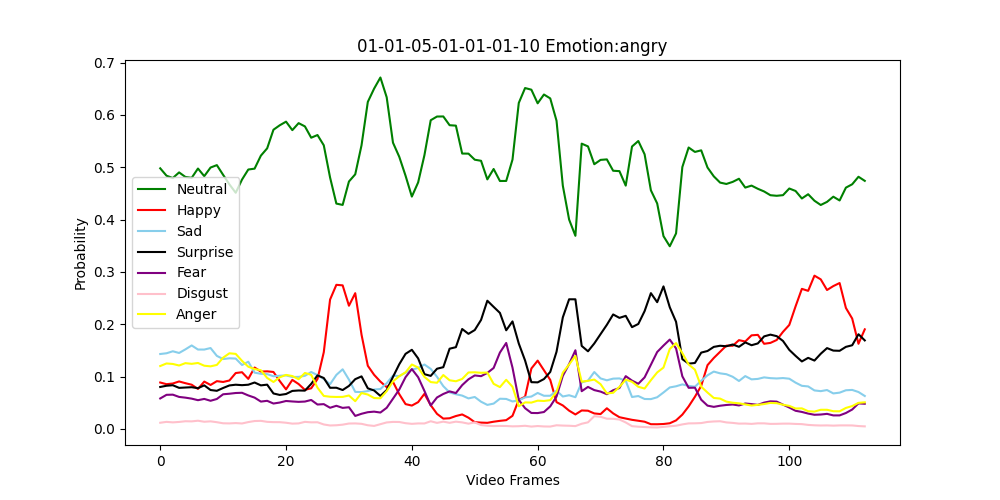 01-01-05-01-01-01-10 Emotion:angry
Probability
0.7
0.6
0.5
0.4
0.3
0.2
0.1
0.0
Neutral
Happy
Sad
Surprise
Fear
Disgust
Anger
0 20 40 60 80 100
Video Frames